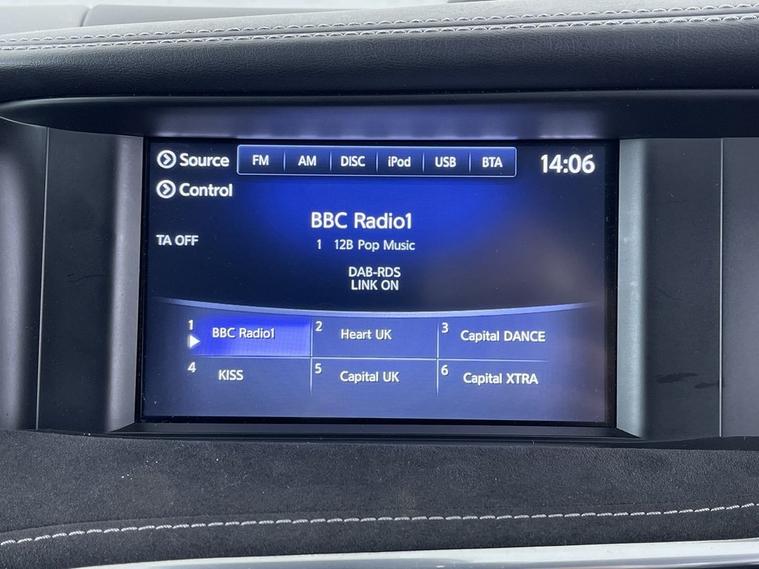 Source FM AM DISC iPod USB BTA 14:06
Control
BBC Radio1
TA OFF
1 12B Pop Music
DAB-RDS
LINK ON
1 BBC Radio1 2 Heart UK 3 Capital DANCE
4 KISS 5 Capital UK 6 Capital XTRA